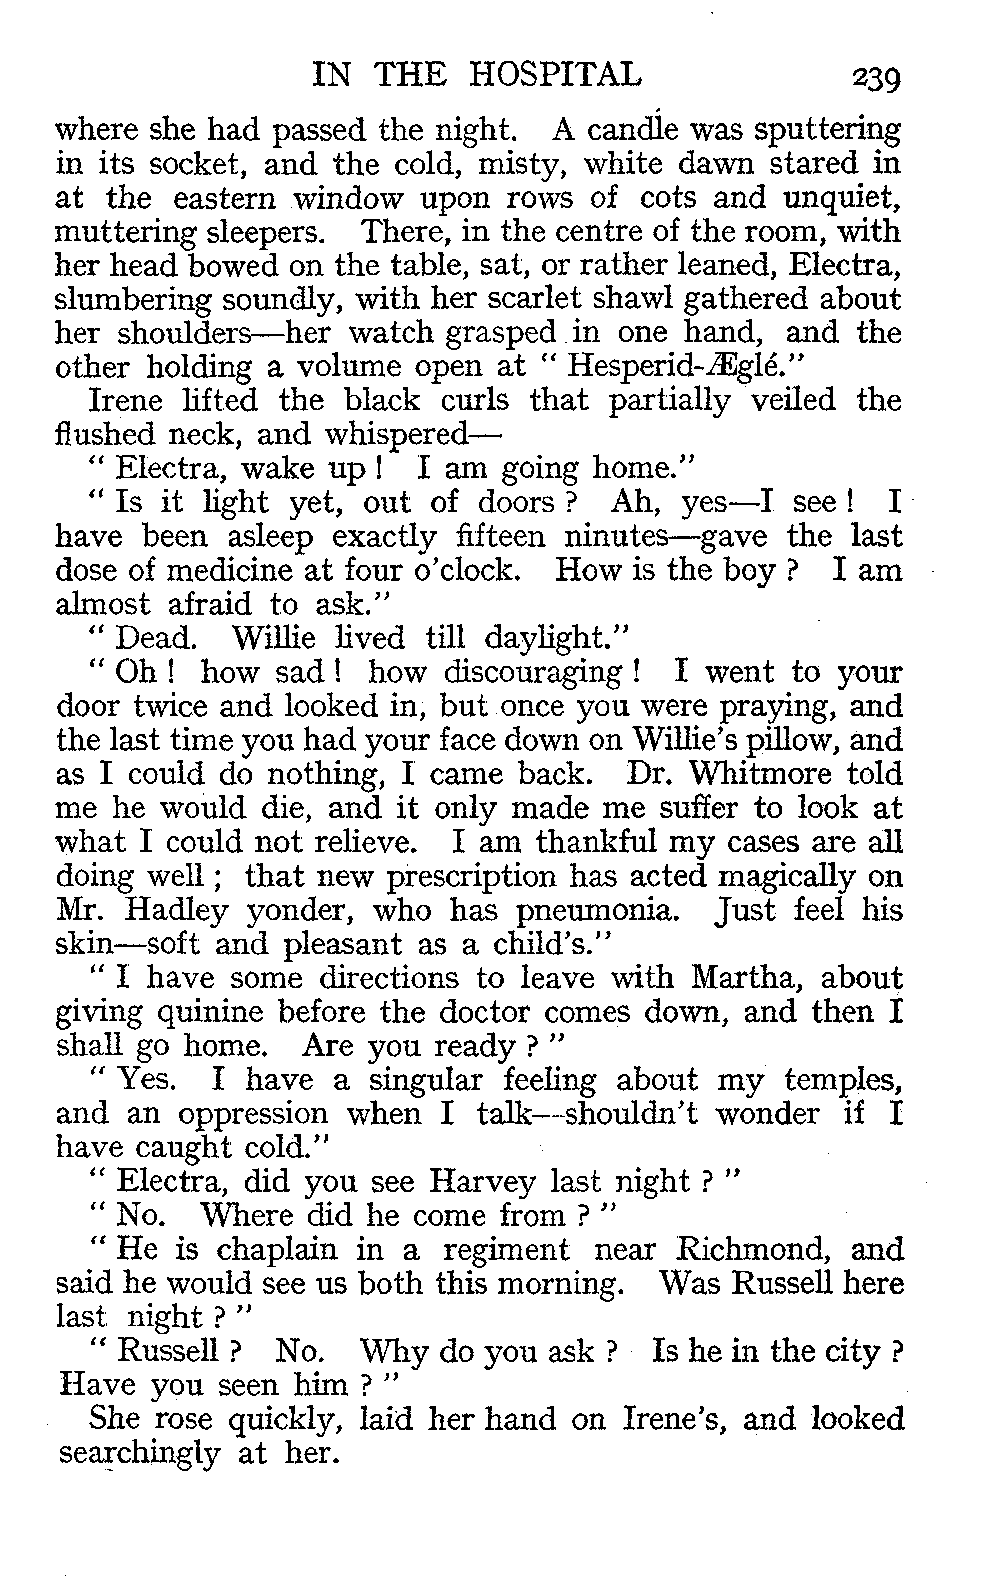 IN THE HOSPITAL 239
where she had passed the night. A candle was sputtering
in its socket, and the cold, misty, white dawn stared in
at the eastern window upon rows of cots and unquiet,
muttering sleepers. There, in the centre of the room, with
her head bowed on the table, sat, or rather leaned, Electra,
slumbering soundly, with her scarlet shawl gathered about
her shoulders—her watch grasped in one hand, and the
other holding a volume open at “ Hesperid-Æglé.”
Irene lifted the black curls that partially veiled the
flushed neck, and whispered—
“ Electra, wake up ! I am going home.”
“ Is it light yet, out of doors ? Ah, yes—I see ! I
have been asleep exactly fifteen ninutes—gave the last
dose of medicine at four o’clock. How is the boy ? I am
almost afraid to ask.”
“ Dead. Willie lived till daylight.”
“ Oh ! how sad ! how discouraging ! I went to your
door twice and looked in, but once you were praying, and
the last time you had your face down on Willie’s pillow, and
as I could do nothing, I came back. Dr. Whitmore told
me he would die, and it only made me suffer to look at
what I could not relieve. I am thankful my cases are all
doing well ; that new prescription has acted magically on
Mr. Hadley yonder, who has pneumonia. Just feel his
skin—soft and pleasant as a child’s.”
“ I have some directions to leave with Martha, about
giving quinine before the doctor comes down, and then I
shall go home. Are you ready ? ”
“ Yes. I have a singular feeling about my temples,
and an oppression when I talk—shouldn’t wonder if I
have caught cold.”
“ Electra, did you see Harvey last night ? ”
“ No. Where did he come from ? ”
“ He is chaplain in a regiment near Richmond, and
said he would see us both this morning. Was Russell here
last night ? ”
“ Russell ? No. Why do you ask ? Is he in the city ?
Have you seen him ? ”
She rose quickly, laid her hand on Irene’s, and looked
searchingly at her.